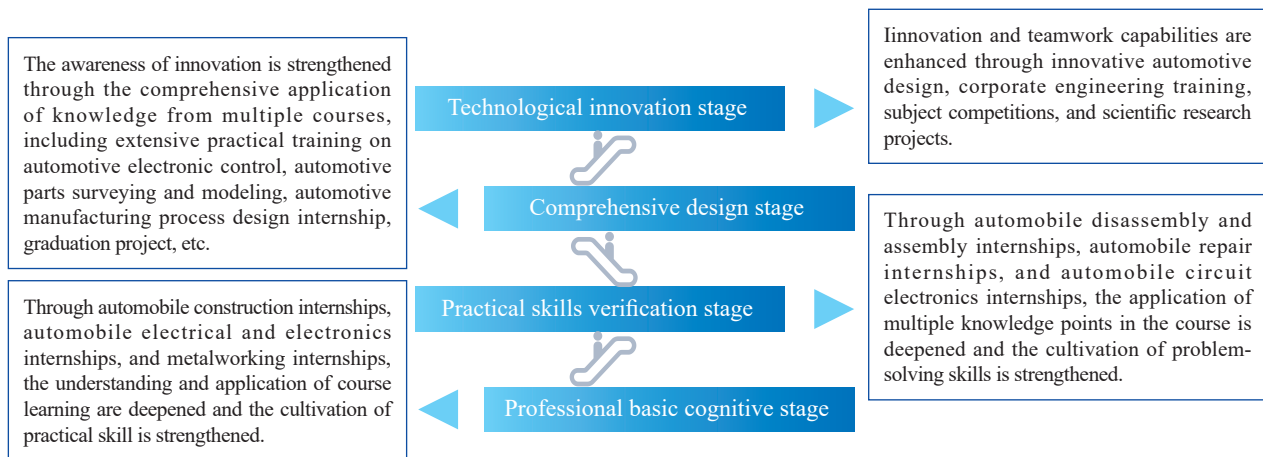 The awareness of innovation is strengthened
through the comprehensive application
of knowledge from multiple courses,
including extensive practical training on
automotive electronic control, automotive
parts surveying and modeling, automotive
manufacturing process design internship,
graduation project, etc.
Technological innovation stage
Iinnovation and teamwork capabilities are
enhanced through innovative automotive
design, corporate engineering training,
subject competitions, and scientific research
projects.
Comprehensive design stage
Through automobile disassembly and
assembly internships, automobile repair
internships, and automobile circuit
electronics internships, the application of
multiple knowledge points in the course is
deepened and the cultivation of problem-
solving skills is strengthened.
Through automobile construction internships,
automobile electrical and electronics
internships, and metalworking internships,
the understanding and application of course
learning are deepened and the cultivation of
practical skill is strengthened.
Practical skills verification stage
Professional basic cognitive stage